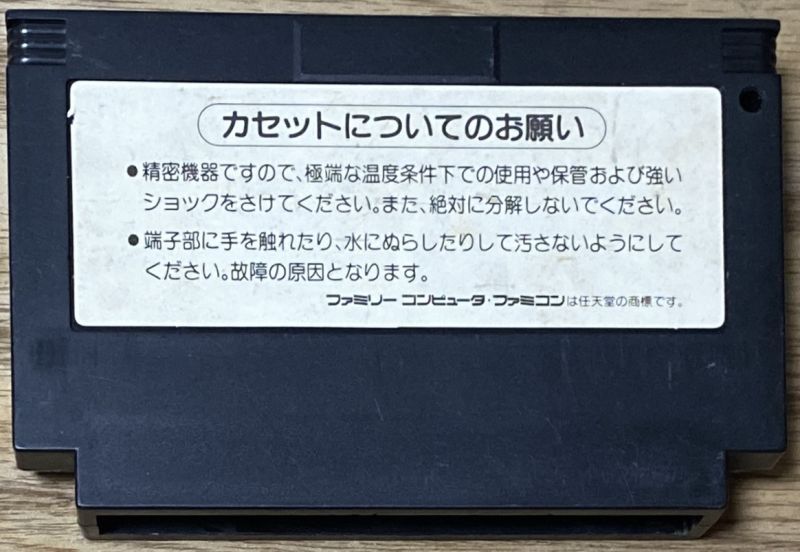 カセットについてのお願い
●精密機器ですので、極端な温度条件下での使用や保管および強い
ショックをさけてください。また、絶対に分解しないでください。
●端子部に手を触れたり、水にぬらしたりして汚さないようにして
ください。故障の原因となります。
ファミリー コンピュータ・ファミコンは任天堂の商標です。